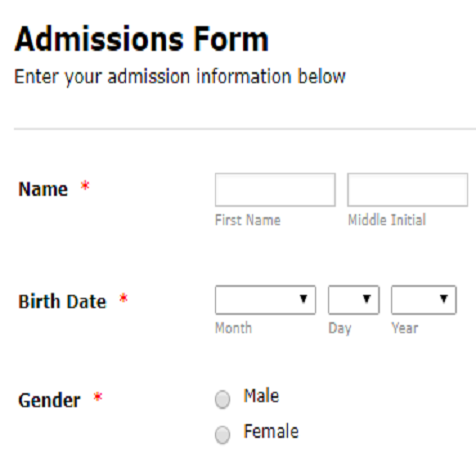 Admissions Form
Enter your admission information below
Name *
First Name Middle Initial
Birth Date *
Month Day Year
Gender * Male
Female